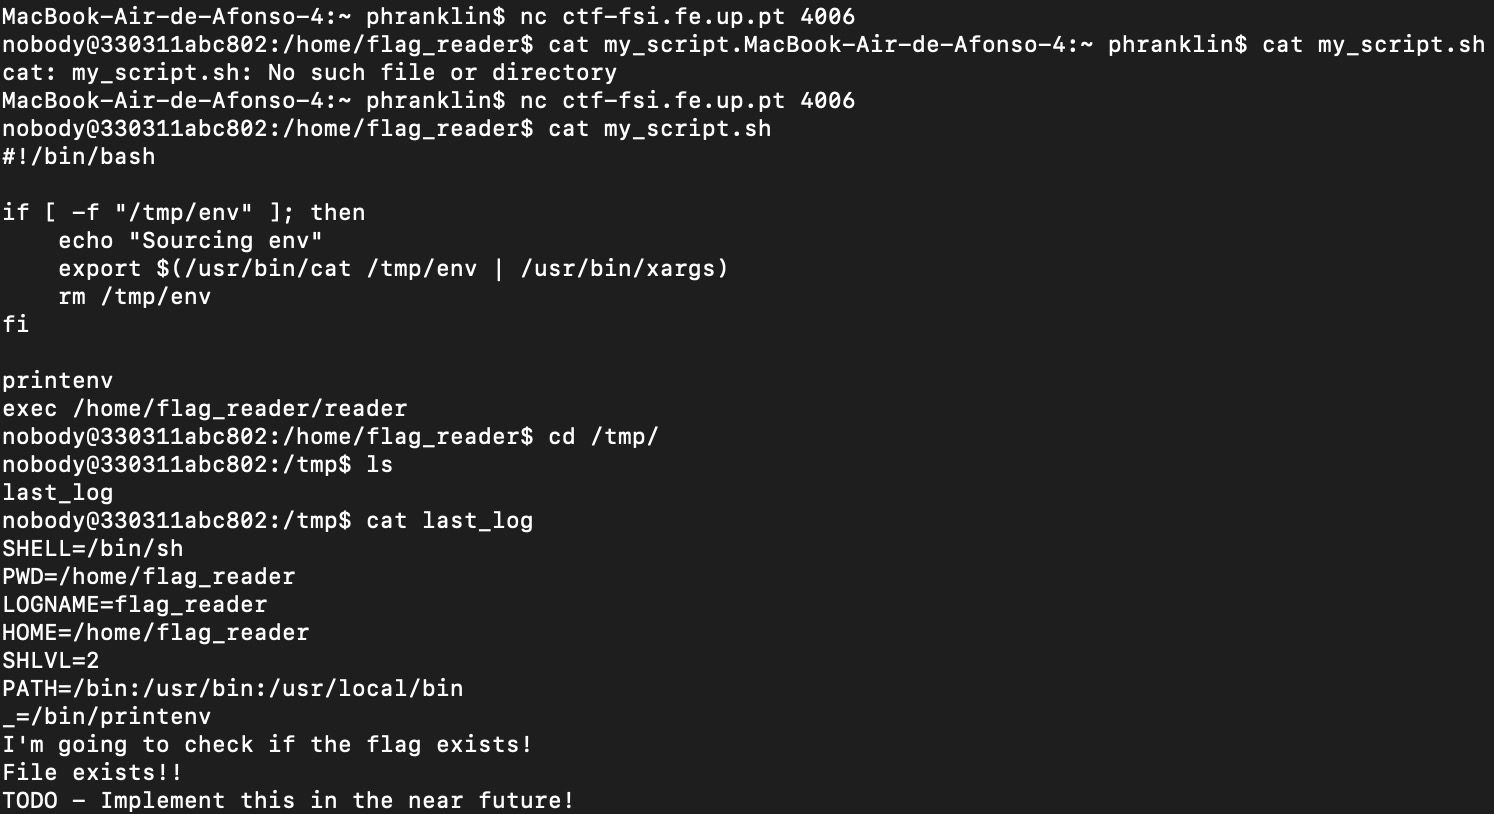 MacBook-Air-de-Afonso-4:~ phranklin$ nc ctf-fsi.fe.up.pt 4006
nobody@330311abc802:/home/flag_reader$ cat my_script.MacBook-Air-de-Afonso-4:~ phranklin$ cat my_script.sh
cat: my_script.sh: No such file or directory
MacBook-Air-de-Afonso-4:~ phranklin$ nc ctf-fsi.fe.up.pt 4006
nobody@330311abc802:/home/flag_reader$ cat my_script.sh
#!/bin/bash

if [ -f "/tmp/env" ]; then
    echo "Sourcing env"
    export $(/usr/bin/cat /tmp/env | /usr/bin/xargs)
    rm /tmp/env
fi

printenv
exec /home/flag_reader/reader
nobody@330311abc802:/home/flag_reader$ cd /tmp/
nobody@330311abc802:/tmp$ ls
last_log
nobody@330311abc802:/tmp$ cat last_log
SHELL=/bin/sh
PWD=/home/flag_reader
LOGNAME=flag_reader
HOME=/home/flag_reader
SHLVL=2
PATH=/bin:/usr/bin:/usr/local/bin
_=/bin/printenv
I'm going to check if the flag exists!
File exists!!
TODO - Implement this in the near future!